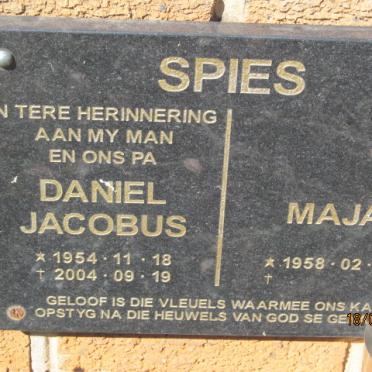 SPIES
N TERE HERINNERING
AAN MY MAN
EN ONS PA
DANIEL
JACOBUS
* 1954 · 11 · 18
† 2004 · 09 · 19
MAJA
* 1958 · 02 ·
†
GELOOF IS DIE VLEUELS WAARMEE ONS KA
OPSTYG NA DIE HEUWELS VAN GOD SE GE